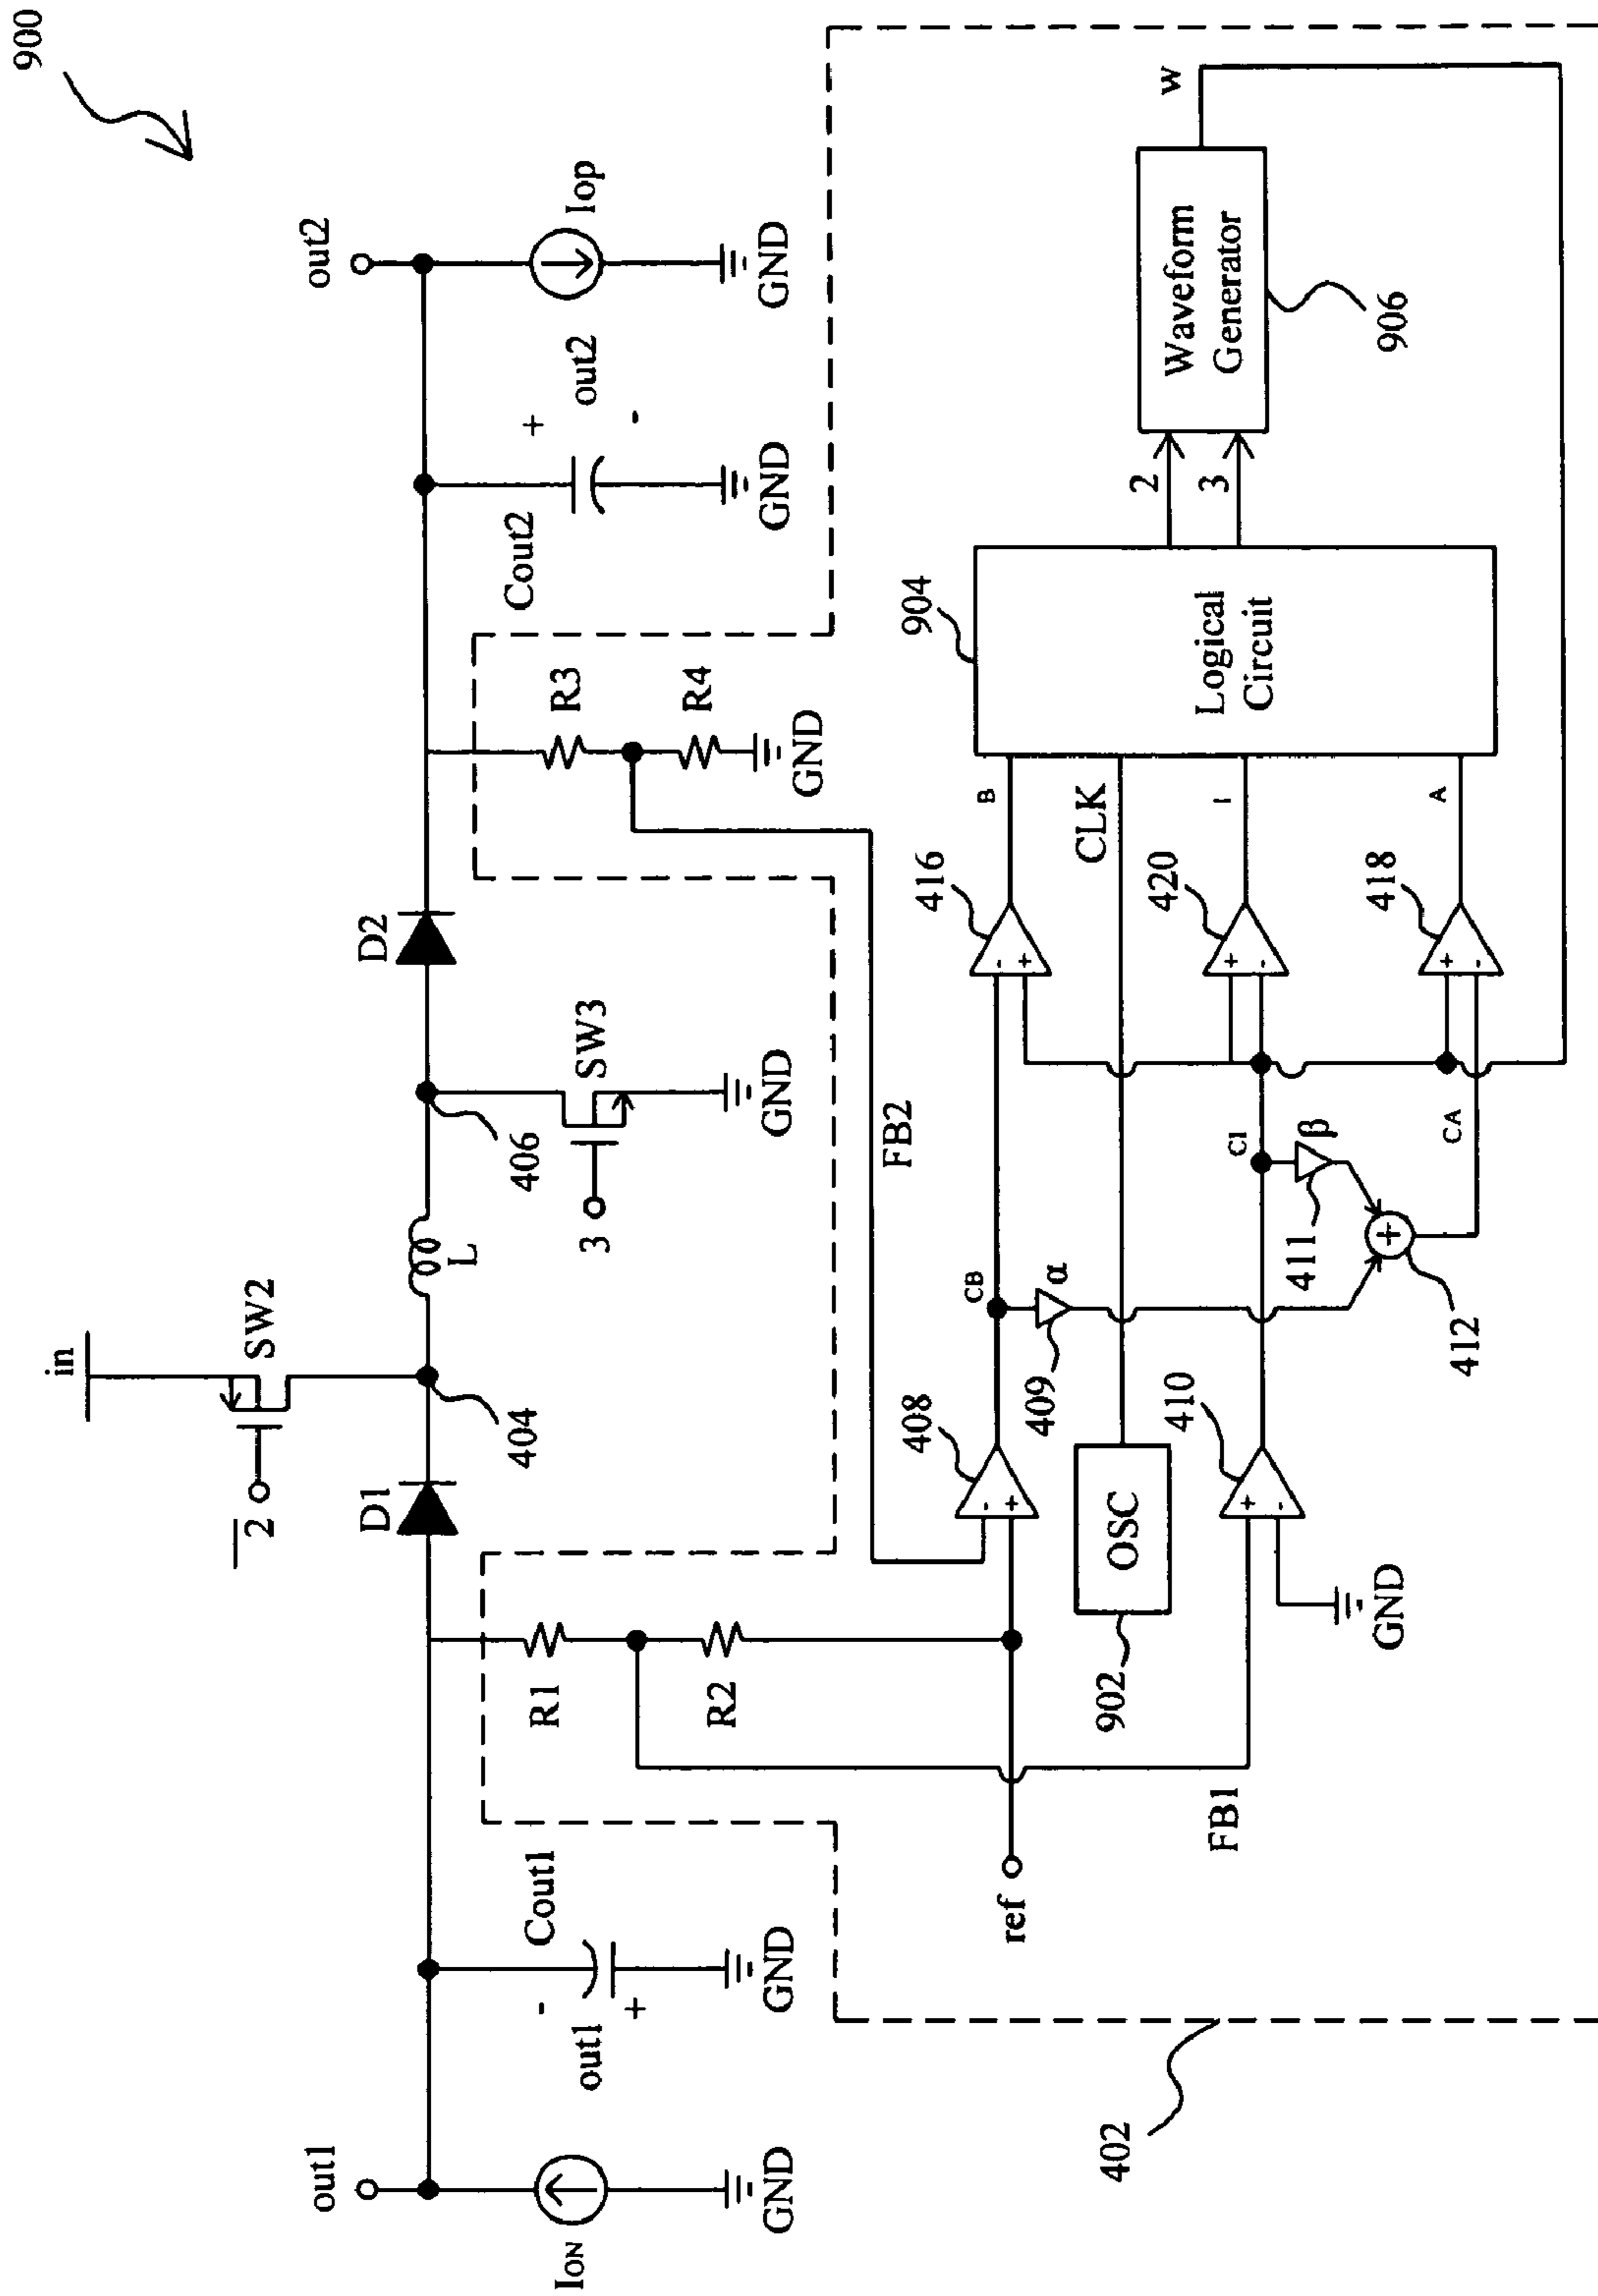 900
in
SW2
2
out1
D1
404
L
406
D2
out2
ION
GND
out1
-
+
Cout1
GND
R1
R2
3
SW3
GND
R3
R4
GND
Cout2
+
-
out2
GND
Iop
GND
402
ref
FB1
FB2
408
-
+
CB
409
α
902
OSC
CLK
410
+
-
GND
C1
411
β
+
412
CA
416
-
+
B
420
+
-
1
418
+
-
A
904
Logical
Circuit
2
3
Waveform
Generator
906
W